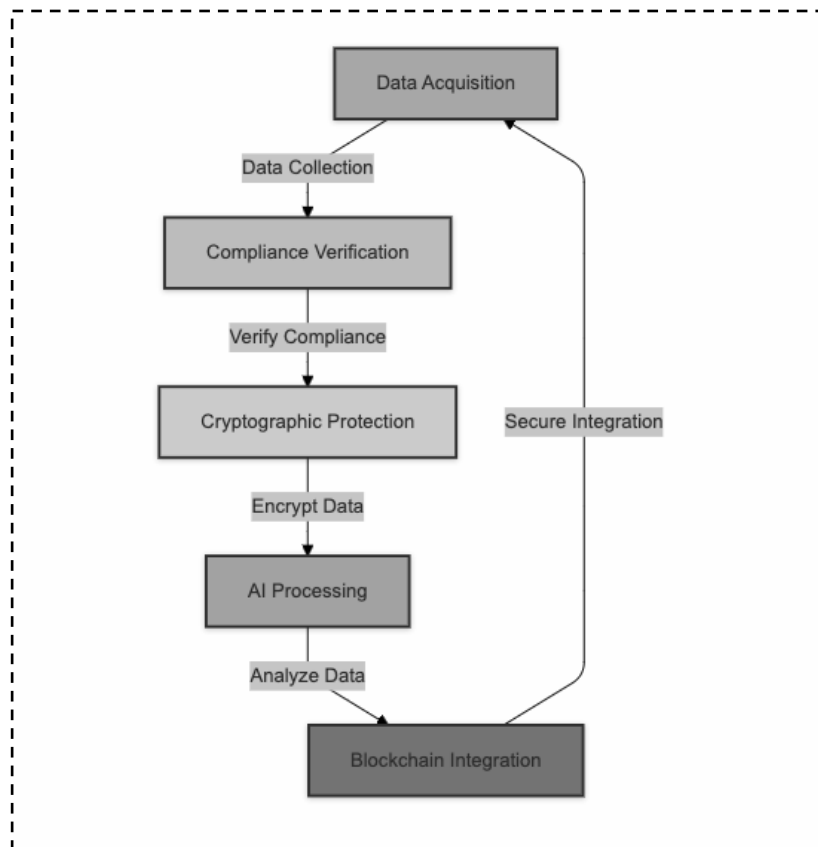 Data Acquisition
Data Collection
Compliance Verification
Verify Compliance
Cryptographic Protection
Secure Integration
Encrypt Data
AI Processing
Analyze Data
Blockchain Integration